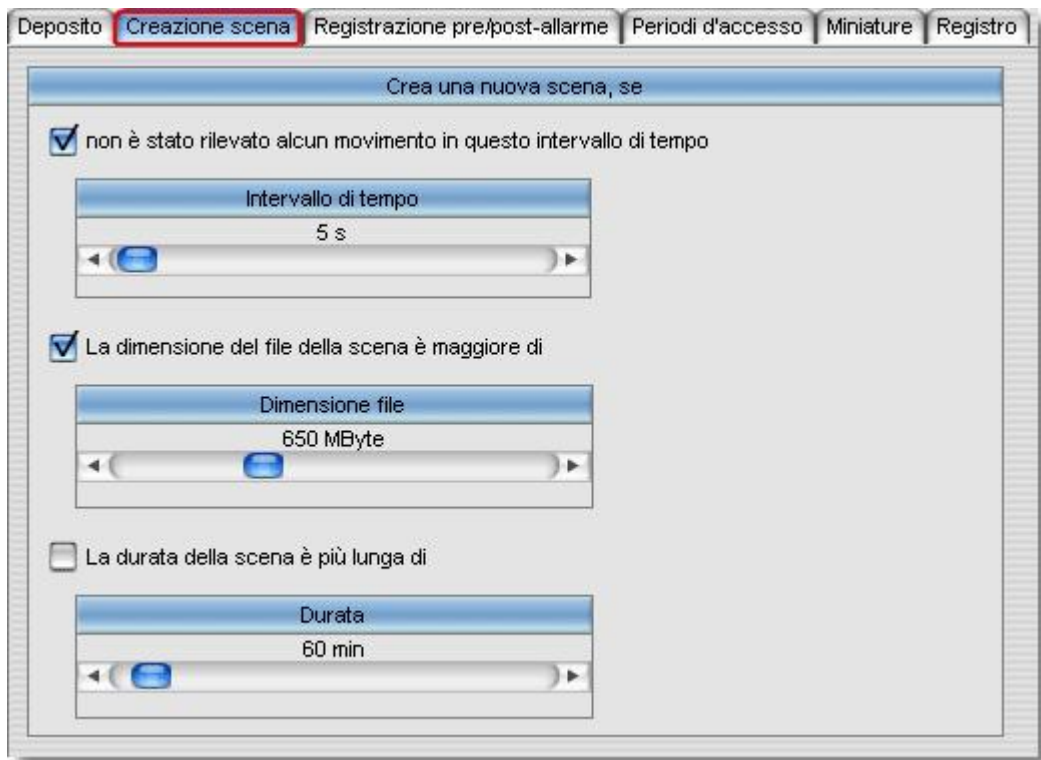 Deposito Creazione scena Registrazione pre/post-allarme Periodi d'accesso Miniature Registro
Crea una nuova scena, se
non è stato rilevato alcun movimento in questo intervallo di tempo
Intervallo di tempo
5 s
La dimensione del file della scena è maggiore di
Dimensione file
650 MByte
La durata della scena è più lunga di
Durata
60 min